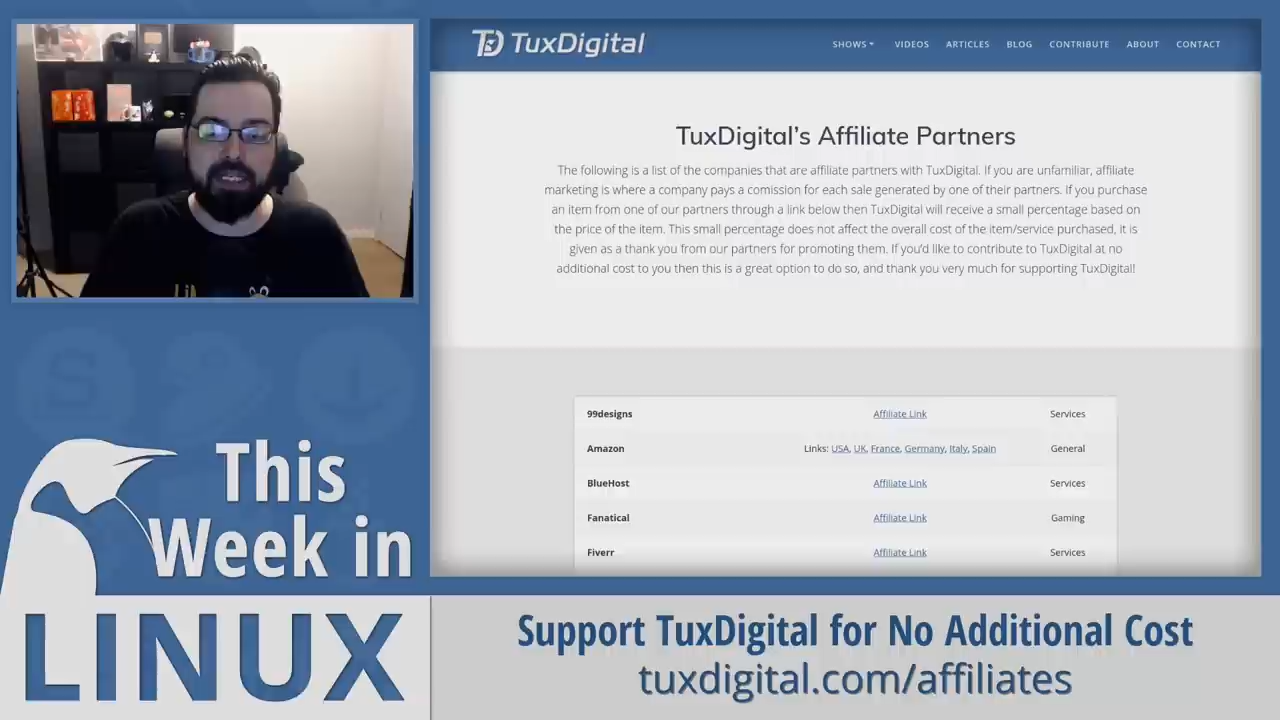 TuxDigital
SHOWS VIDEOS ARTICLES BLOG CONTRIBUTE ABOUT CONTACT
TuxDigital’s Affiliate Partners
The following is a list of the companies that are affiliate partners with TuxDigital. If you are unfamiliar, affiliate
marketing is where a company pays a comission for each sale generated by one of their partners. If you purchase
an item from one of our partners through a link below then TuxDigital will receive a small percentage based on
the price of the item. This small percentage does not affect the overall cost of the item/service purchased, it is
given as a thank you from our partners for promoting them. If you’d like to contribute to TuxDigital at no
additional cost to you then this is a great option to do so, and thank you very much for supporting TuxDigital!
99designs Affiliate Link Services
Amazon Links: USA, UK, France, Germany, Italy, Spain General
BlueHost Affiliate Link Services
Fanatical Affiliate Link Gaming
Fiverr Affiliate Link Services
This
Week in
LINUX
Support TuxDigital for No Additional Cost
tuxdigital.com/affiliates